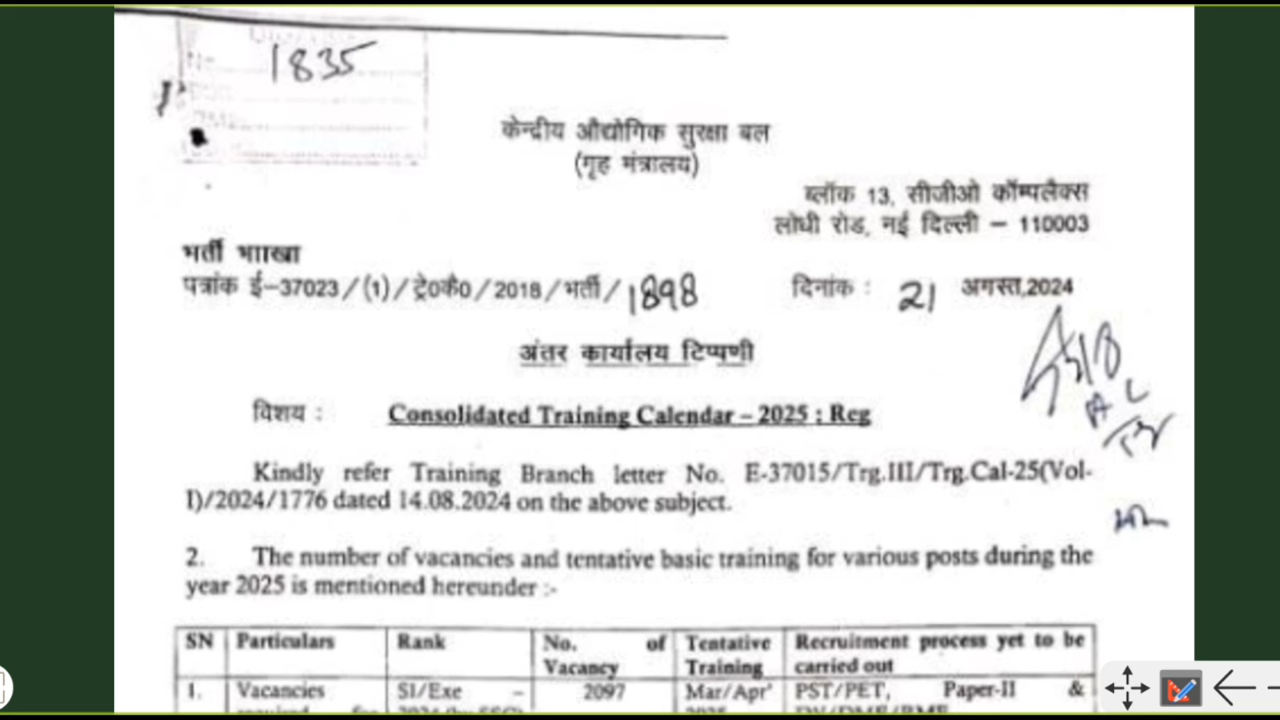 1835
केन्द्रीय औद्योगिक सुरक्षा बल
(गृह मंत्रालय)
ब्लॉक 13, सीजीओ कॉम्पलैक्स
लोधी रोड, नई दिल्ली – 110003
भर्ती भााखा
पत्रांक ई–37023/(1)/ट्रे0कै0/2018/भर्ती/1898 दिनांक : 21 अगस्त,2024
अंतर कार्यालय टिप्पणी
विशय : Consolidated Training Calendar – 2025 : Reg
Kindly refer Training Branch letter No. E-37015/Trg.III/Trg.Cal-25(Vol-
I)/2024/1776 dated 14.08.2024 on the above subject.
2. The number of vacancies and tentative basic training for various posts during the
year 2025 is mentioned hereunder :-
SN Particulars Rank No. of Vacancy Tentative Training Recruitment process yet to be carried out
1. Vacancies SI/Exe – 2097 Mar/Apr' PST/PET, Paper-II &